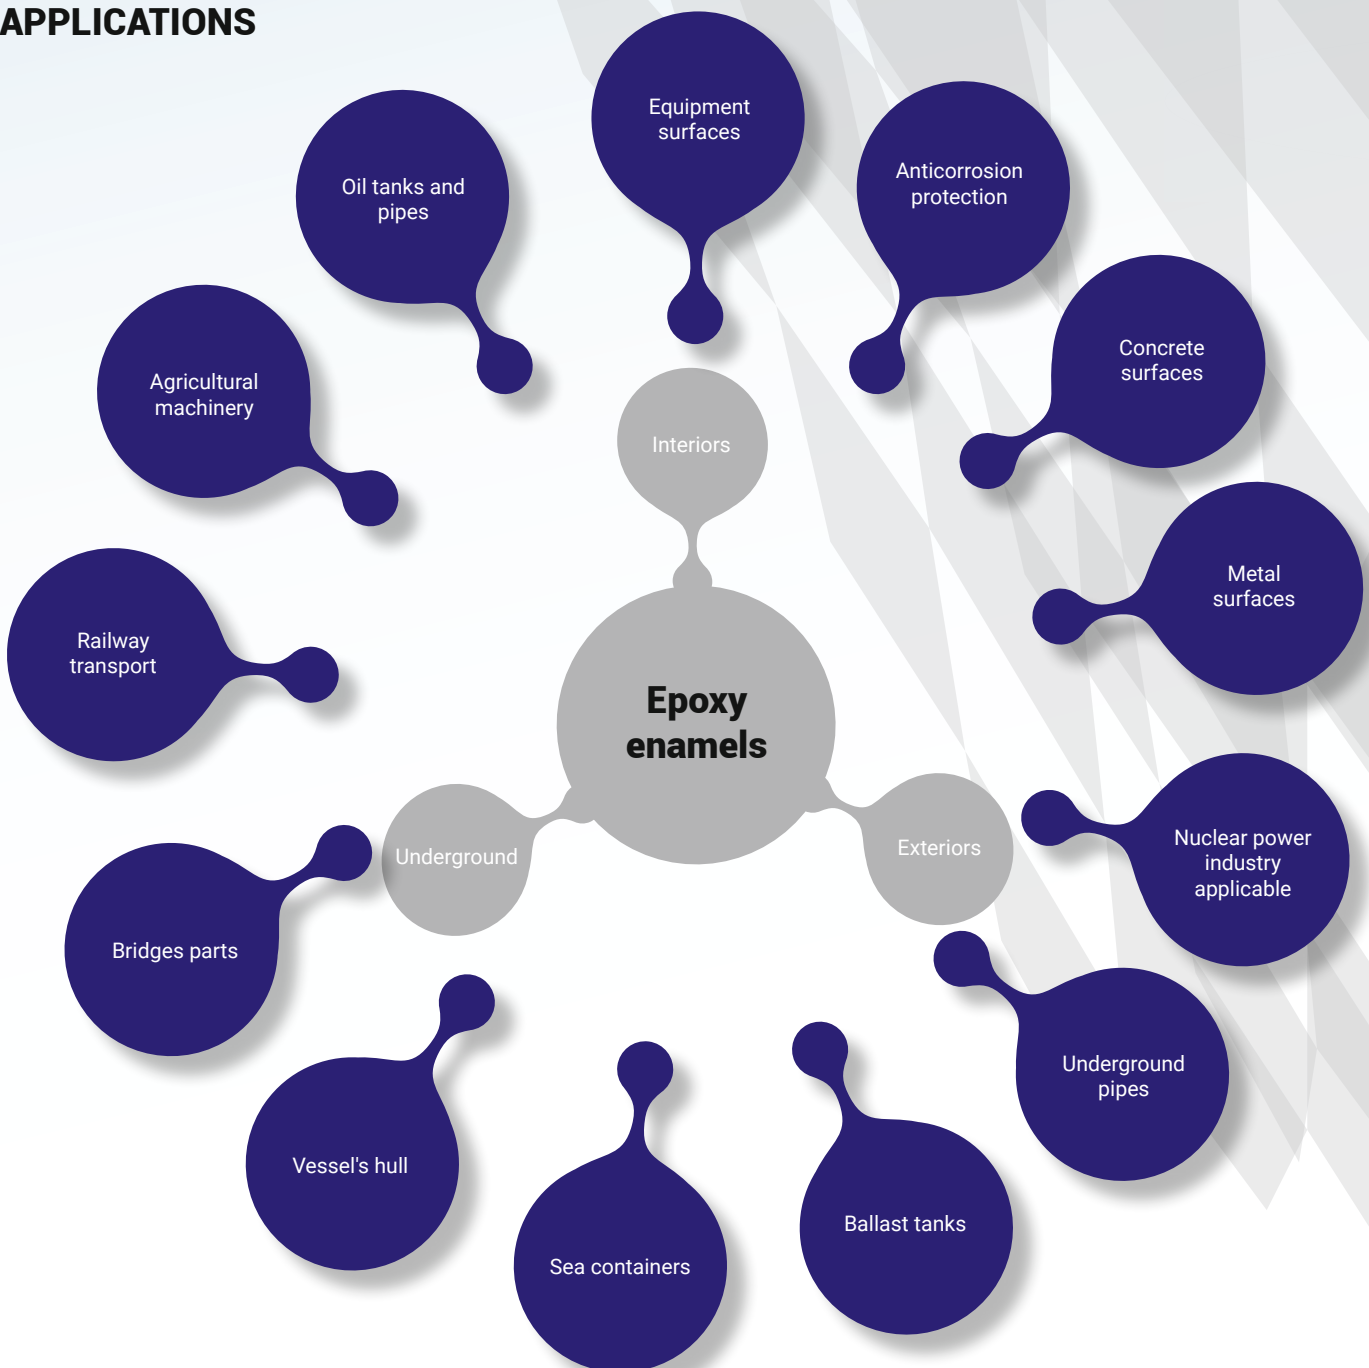 APPLICATIONS
Equipment
surfaces
Anticorrosion
protection
Concrete
surfaces
Metal
surfaces
Nuclear power
industry
applicable
Underground
pipes
Ballast tanks
Sea containers
Vessel's hull
Bridges parts
Railway
transport
Agricultural
machinery
Oil tanks and
pipes
Interiors
Epoxy
enamels
Underground
Exteriors